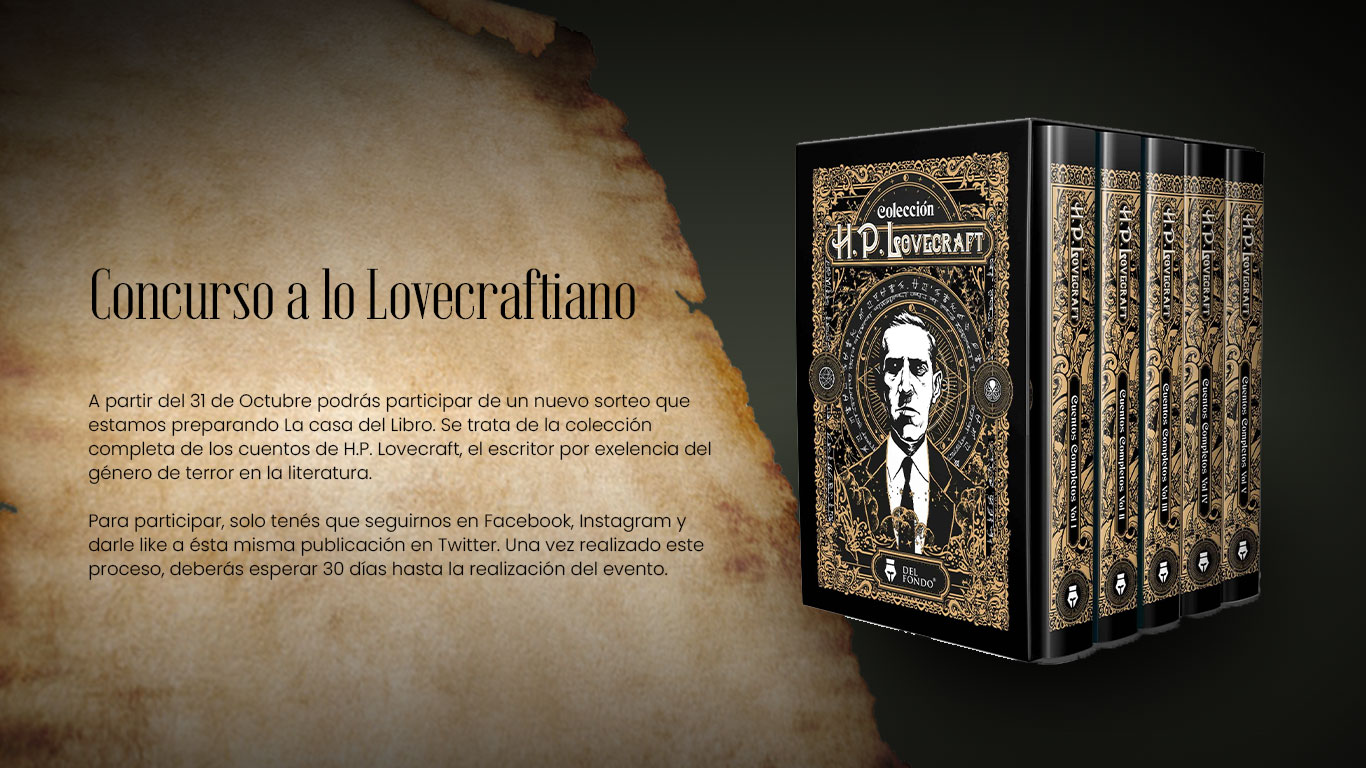 Concurso a lo Lovecraftiano
A partir del 31 de Octubre podrás participar de un nuevo sorteo que
estamos preparando La casa del Libro. Se trata de la colección
completa de los cuentos de H.P. Lovecraft, el escritor por exelencia del
género de terror en la literatura.
Para participar, solo tenés que seguirnos en Facebook, Instagram y
darle like a ésta misma publicación en Twitter. Una vez realizado este
proceso, deberás esperar 30 días hasta la realización del evento.
Colección
H.P. Lovecraft
DEL
FONDO®
H.P. Lovecraft
Cuentos Completos Vol I
H.P. Lovecraft
Cuentos Completos Vol II
H.P. Lovecraft
Cuentos Completos Vol III
H.P. Lovecraft
Cuentos Completos Vol IV
H.P. Lovecraft
Cuentos Completos Vol V